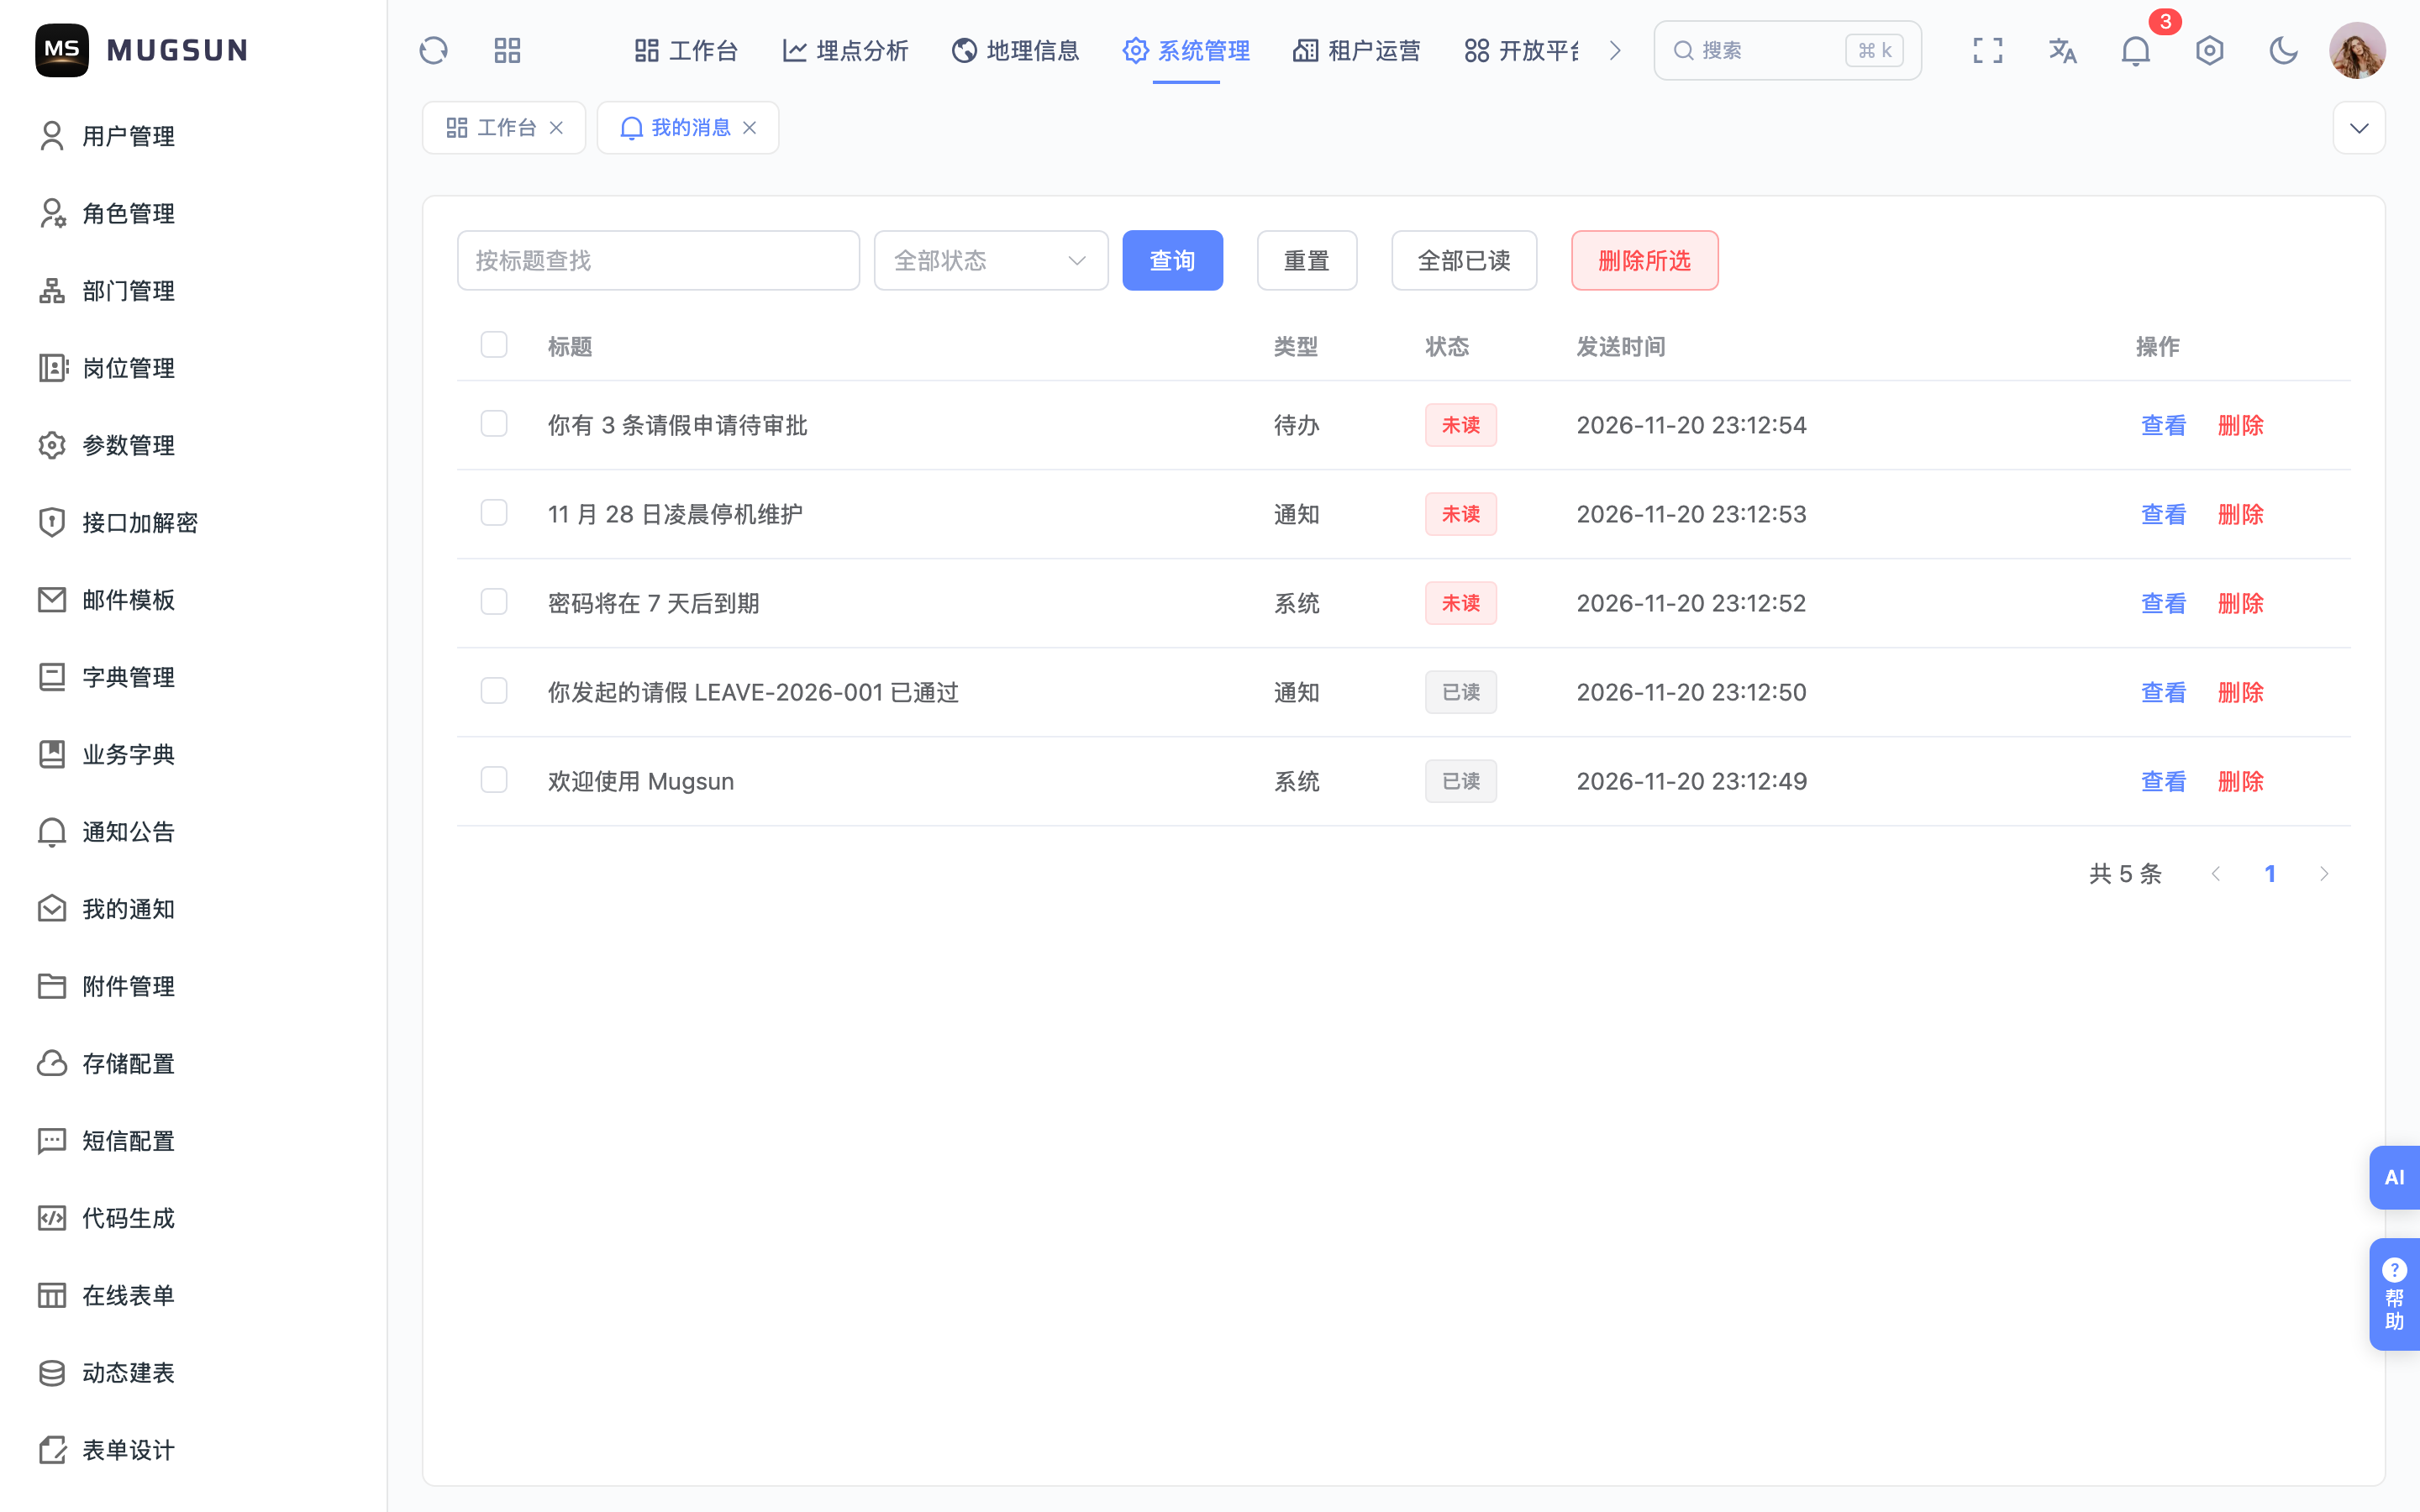 MS MUGSUN
用户管理
角色管理
部门管理
岗位管理
参数管理
接口加解密
邮件模板
字典管理
业务字典
通知公告
我的通知
附件管理
存储配置
短信配置
代码生成
在线表单
动态建表
表单设计
工作台 埋点分析 地理信息 系统管理 租户运营 开放平台 搜索 ⌘ k 3
工作台 我的消息
按标题查找 全部状态 查询 重置 全部已读 删除所选
标题 类型 状态 发送时间 操作
你有 3 条请假申请待审批 待办 未读 2026-11-20 23:12:54 查看 删除
11 月 28 日凌晨停机维护 通知 未读 2026-11-20 23:12:53 查看 删除
密码将在 7 天后到期 系统 未读 2026-11-20 23:12:52 查看 删除
你发起的请假 LEAVE-2026-001 已通过 通知 已读 2026-11-20 23:12:50 查看 删除
欢迎使用 Mugsun 系统 已读 2026-11-20 23:12:49 查看 删除
共 5 条 1
AI
?
帮
助